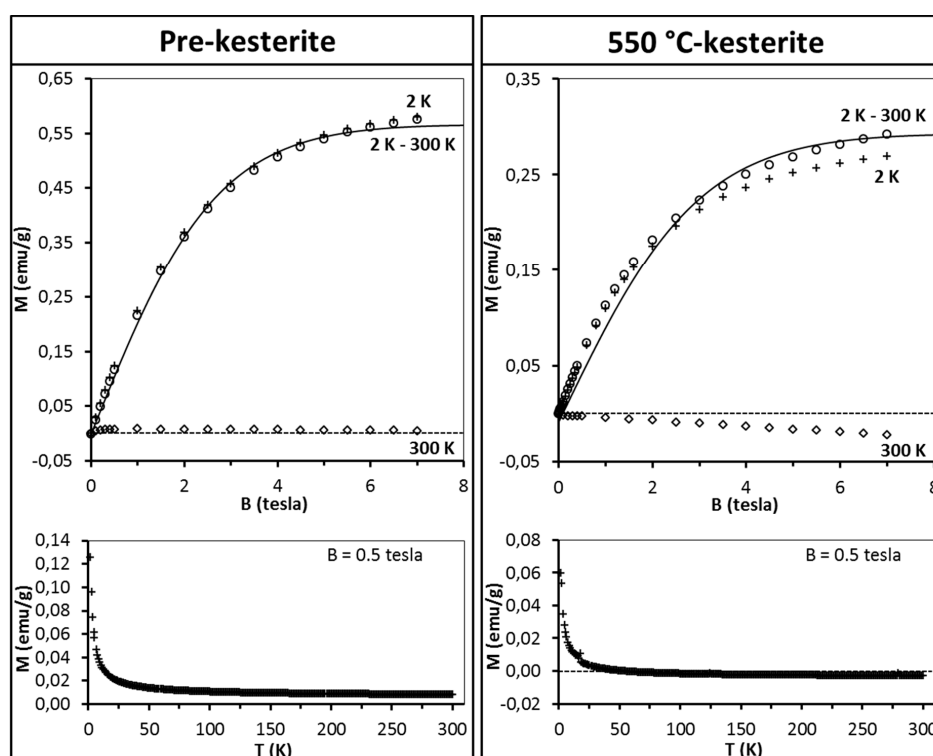 Pre-kesterite
M (emu/g)
0,65
0,55
0,45
0,35
0,25
0,15
0,05
-0,05
2 K
2 K - 300 K
300 K
0 2 4 6 8
B (tesla)
M (emu/g)
0,14
0,12
0,10
0,08
0,06
0,04
0,02
0,00
B = 0.5 tesla
0 50 100 150 200 250 300
T (K)
550 °C-kesterite
M (emu/g)
0,35
0,25
0,15
0,05
-0,05
2 K - 300 K
2 K
300 K
0 2 4 6 8
B (tesla)
M (emu/g)
0,08
0,06
0,04
0,02
0,00
-0,02
B = 0.5 tesla
0 50 100 150 200 250 300
T (K)